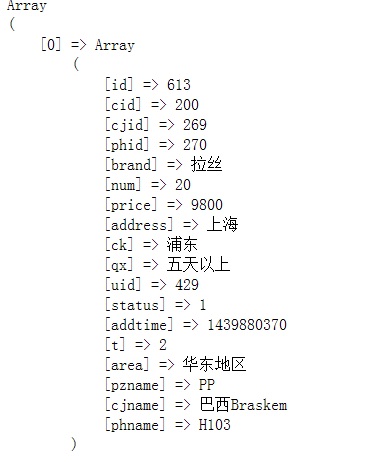 Array
(
[0] => Array
(
[id] => 613
[cid] => 200
[cjid] => 269
[phid] => 270
[brand] => 拉丝
[num] => 20
[price] => 9800
[address] => 上海
[ck] => 浦东
[qx] => 五天以上
[uid] => 429
[status] => 1
[addtime] => 1439880370
[t] => 2
[area] => 华东地区
[pzname] => PP
[cjname] => 巴西Braskem
[phname] => H103
)